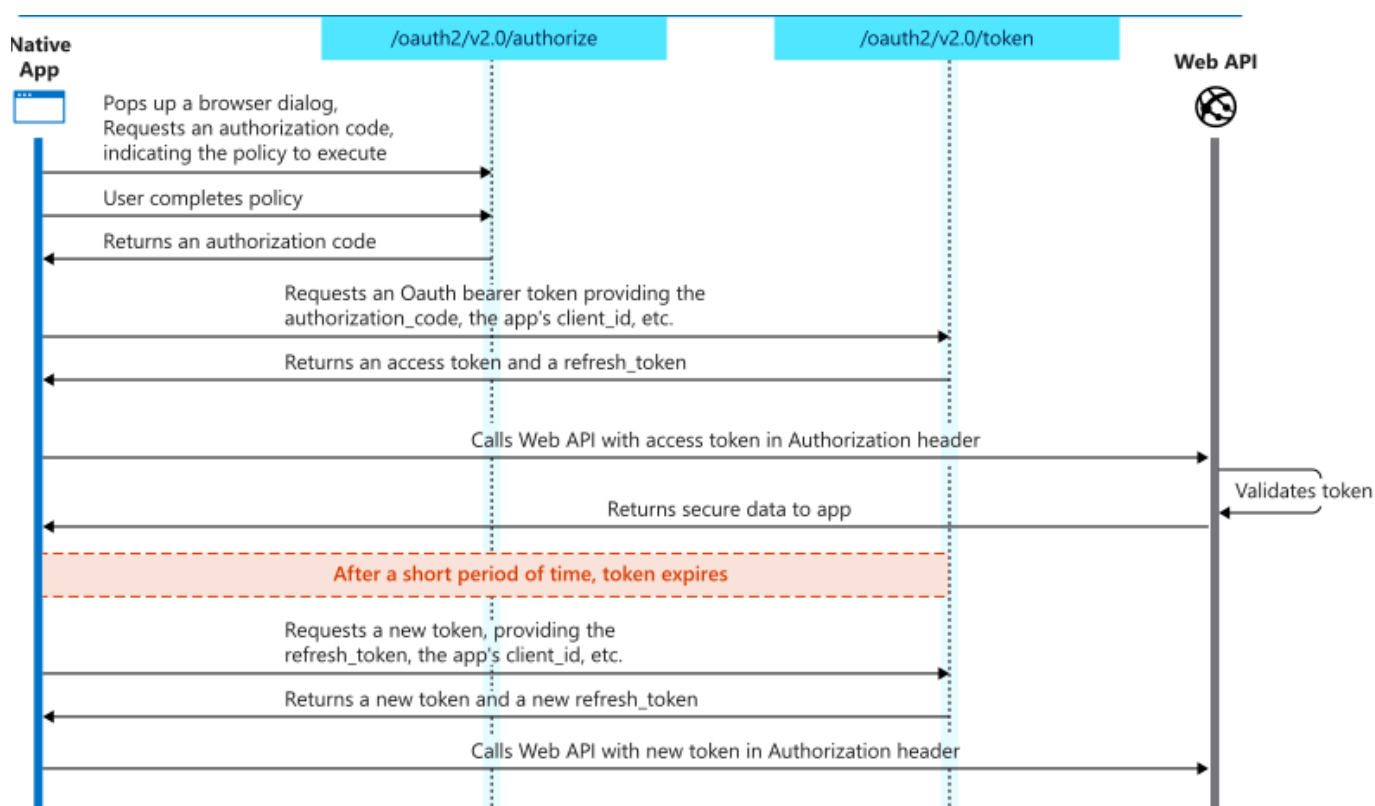 /oauth2/v2.0/authorize
/oauth2/v2.0/token
Native
App
Web API
Pops up a browser dialog,
Requests an authorization code,
indicating the policy to execute
User completes policy
Returns an authorization code
Requests an Oauth bearer token providing the
authorization_code, the app's client_id, etc.
Returns an access token and a refresh_token
Calls Web API with access token in Authorization header
Validates token
Returns secure data to app
After a short period of time, token expires
Requests a new token, providing the
refresh_token, the app's client_id, etc.
Returns a new token and a new refresh_token
Calls Web API with new token in Authorization header